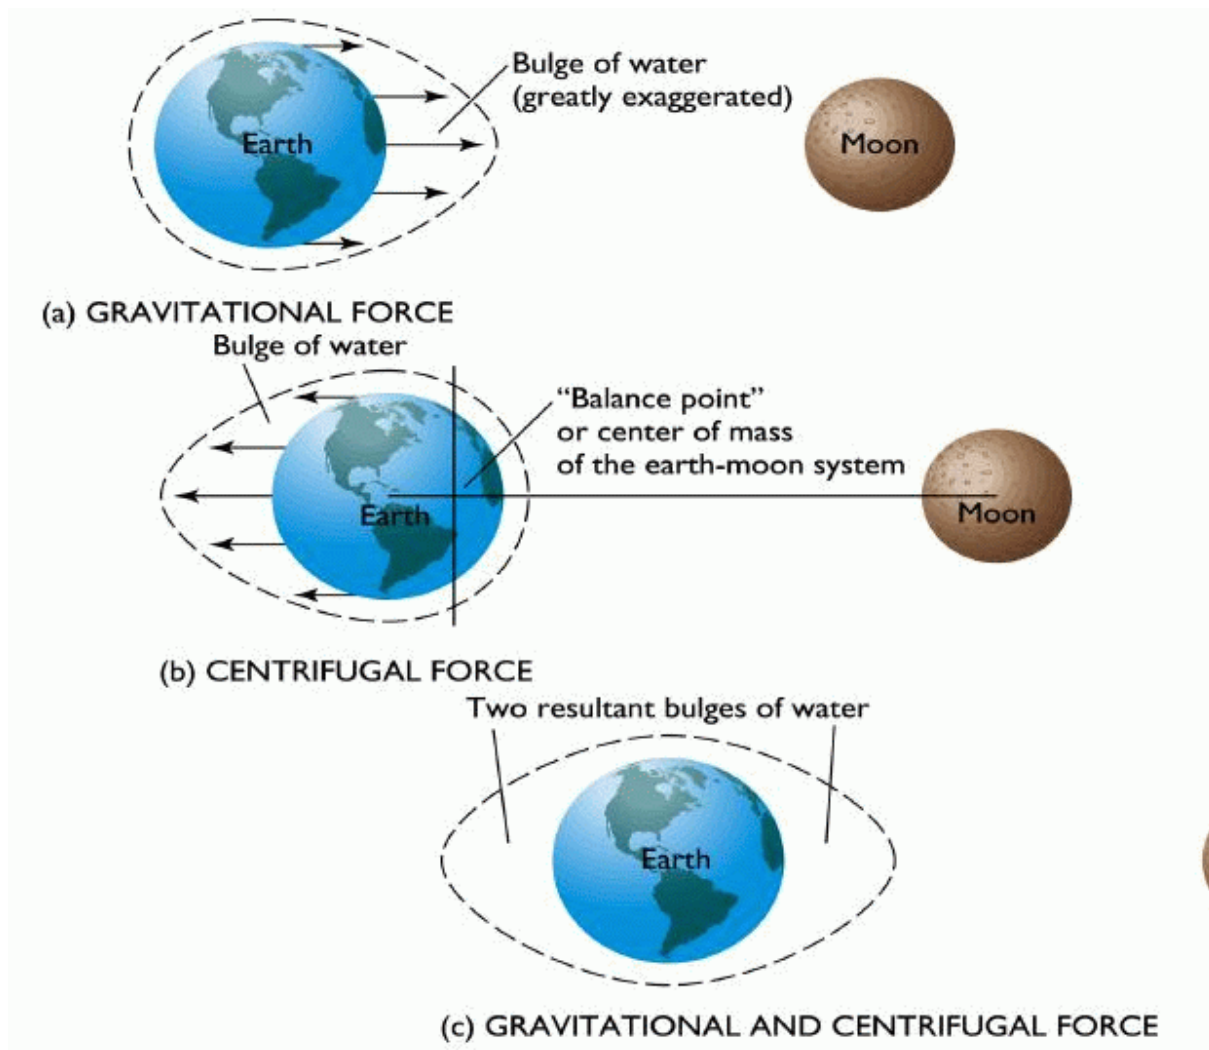 Bulge of water
(greatly exaggerated)
Earth
Moon
(a) GRAVITATIONAL FORCE
Bulge of water
“Balance point”
or center of mass
of the earth-moon system
Earth
Moon
(b) CENTRIFUGAL FORCE
Two resultant bulges of water
Earth
(c) GRAVITATIONAL AND CENTRIFUGAL FORCE